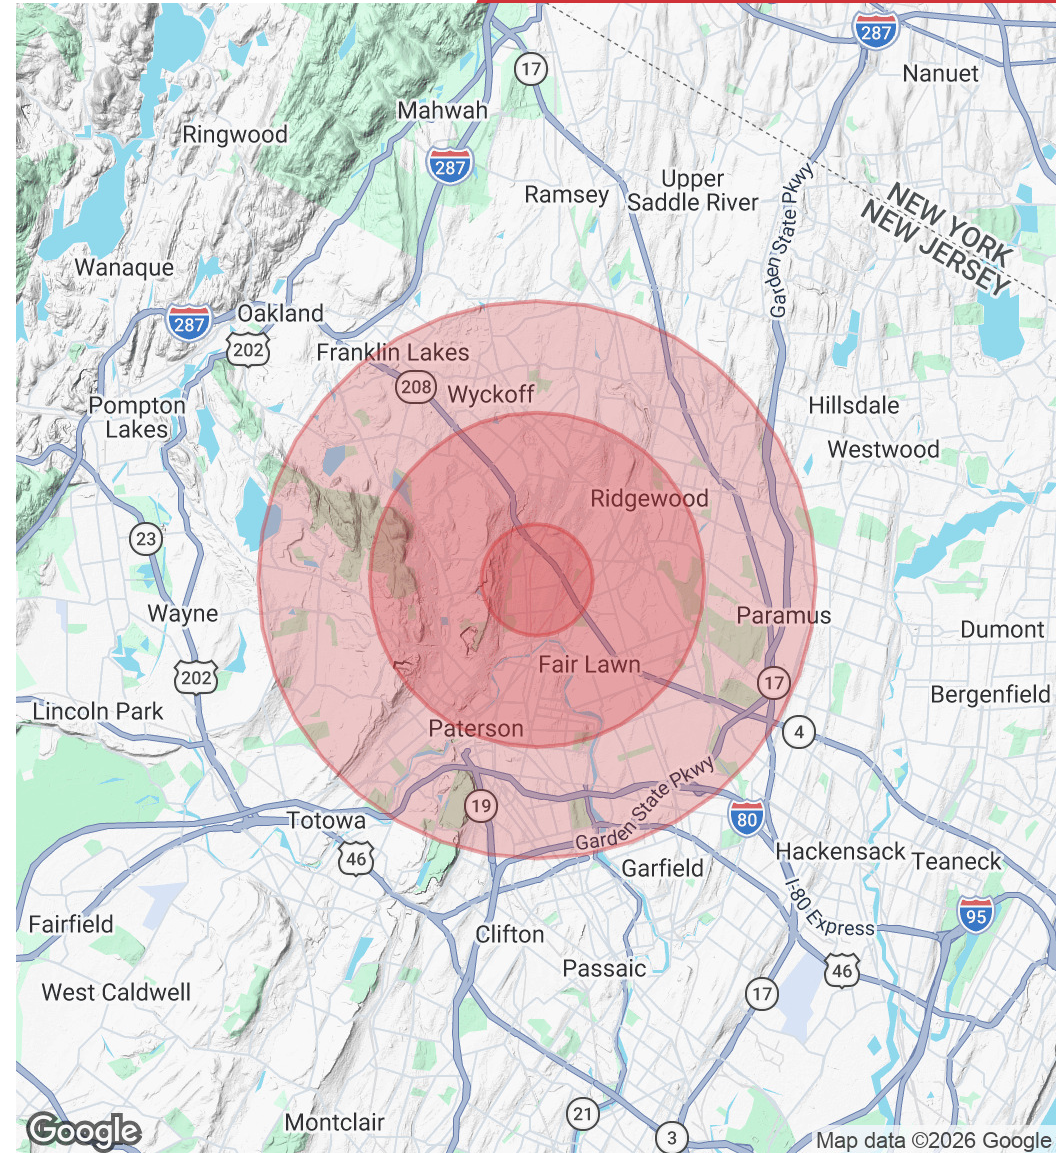 287
Nanuet
17
Mahwah
Ringwood
287
Ramsey
Upper
Saddle River
Garden State Pkwy
NEW YORK
NEW JERSEY
Wanaque
287
Oakland
202
Franklin Lakes
208
Wyckoff
Pompton
Lakes
Hillsdale
Westwood
Ridgewood
23
Wayne
Paramus
Dumont
Fair Lawn
202
17
Bergenfield
Lincoln Park
Paterson
4
Garden State Pkwy
19
80
Totowa
46
Garfield
Hackensack
Teaneck
I-80 Express
95
Fairfield
Clifton
Passaic
46
West Caldwell
17
Montclair
21
3
Google
Map data ©2026 Google